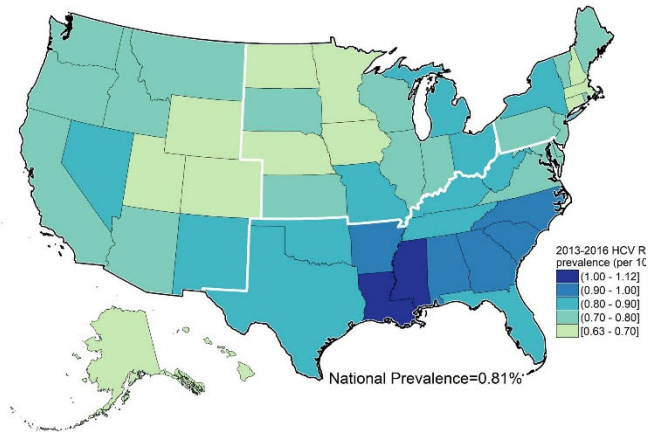 2013-2016 HCV R
prevalence (per 10
(1.00 - 1.12]
(0.90 - 1.00]
(0.80 - 0.90]
(0.70 - 0.80]
[0.63 - 0.70]
National Prevalence=0.81%